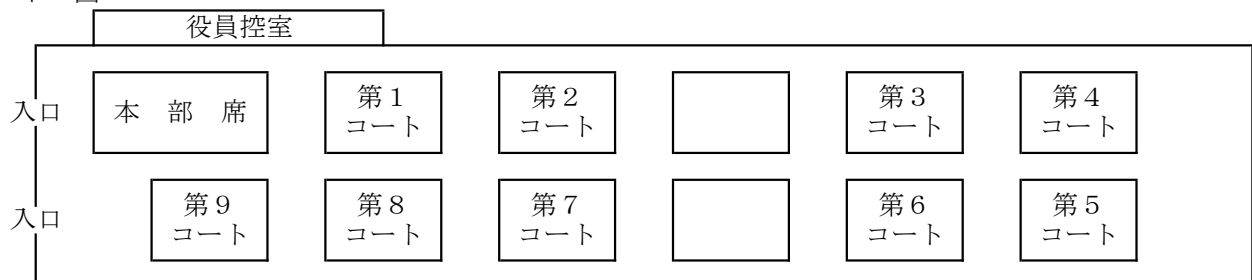 役員控室
入口 本 部 席 第１コート 第２コート 第３コート 第４コート
入口 第９コート 第８コート 第７コート 第６コート 第５コート